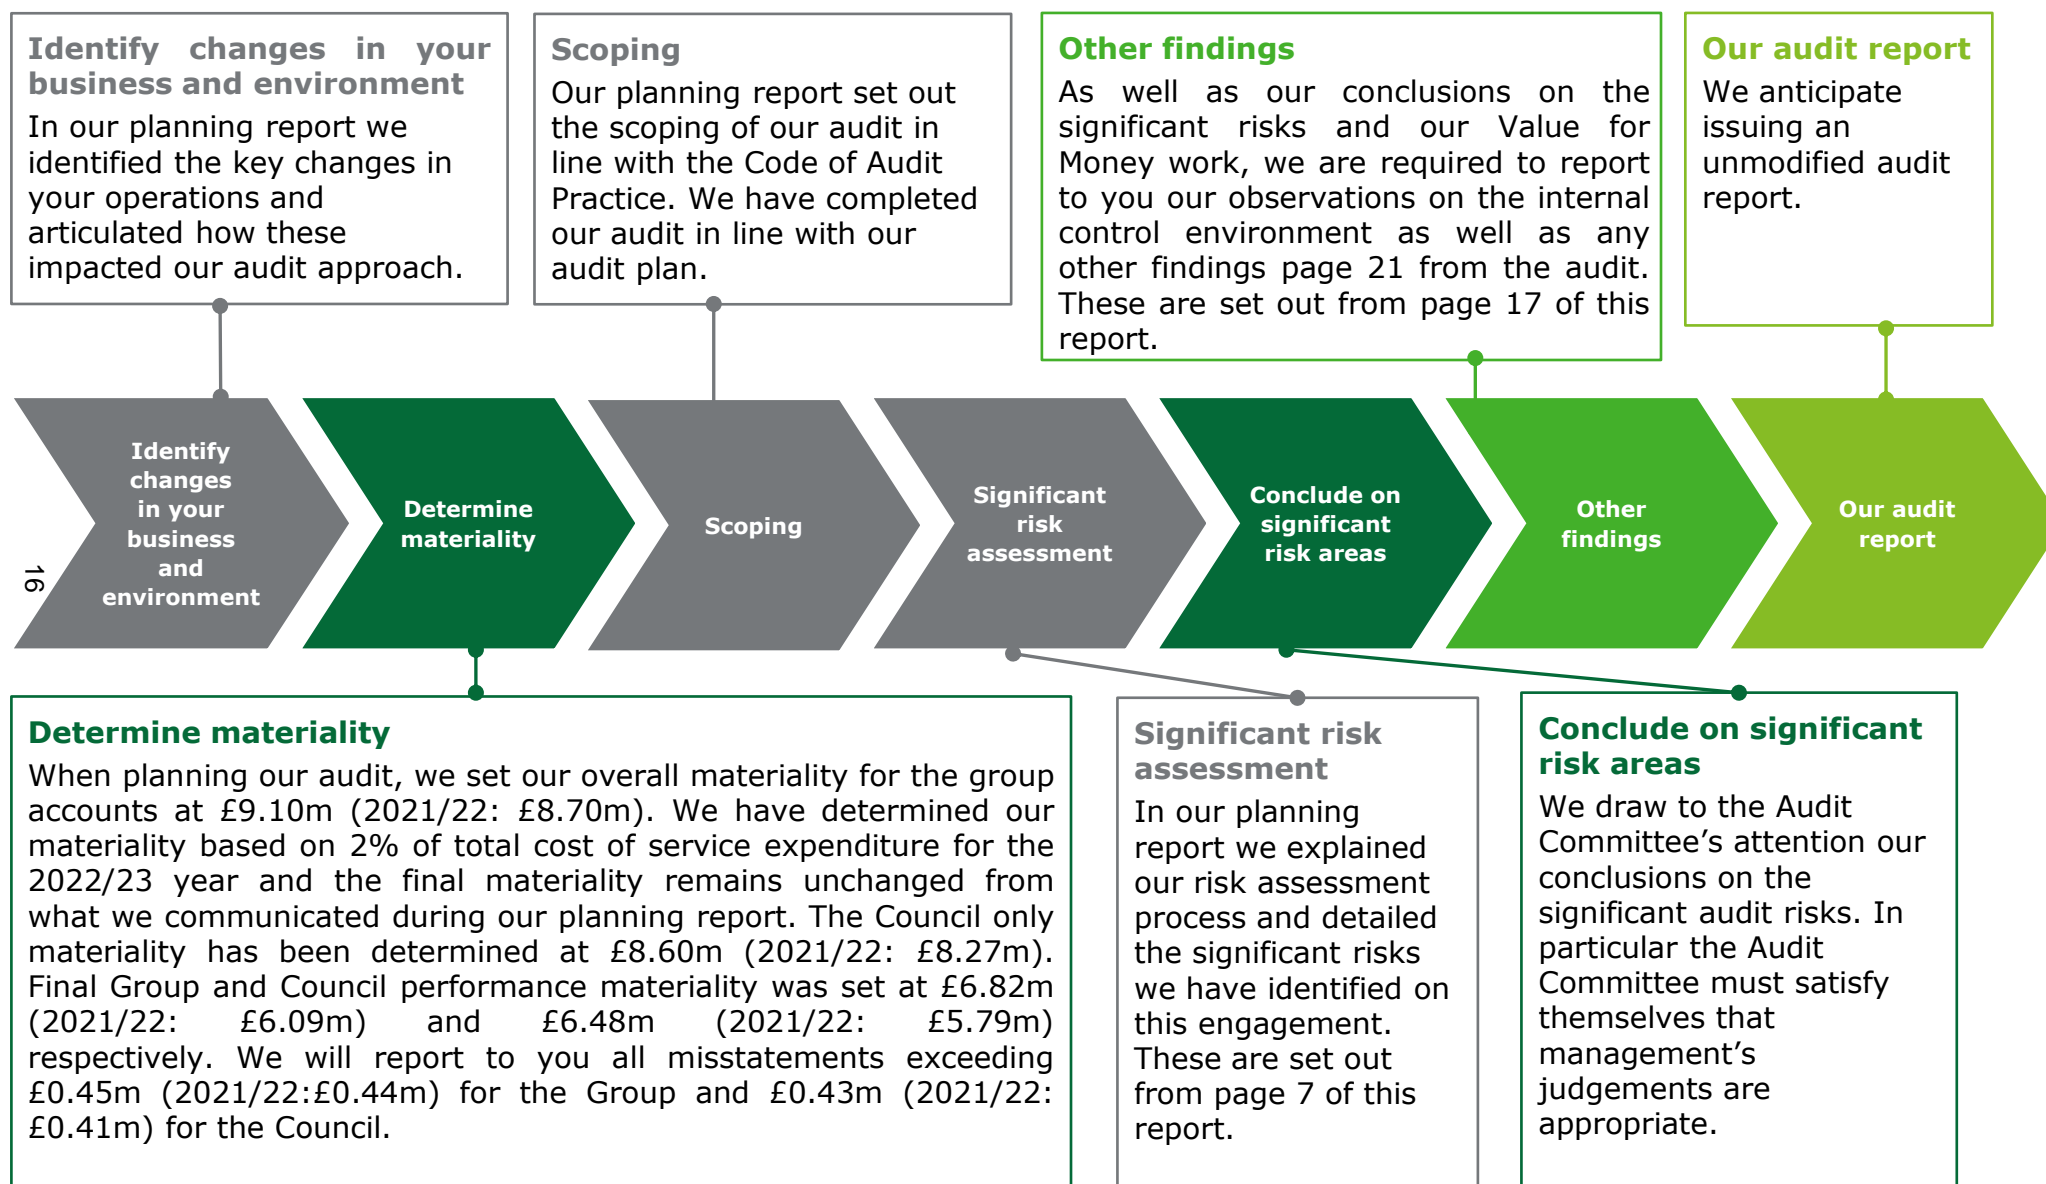 Identify changes in your
business and environment
In our planning report we
identified the key changes in
your operations and
articulated how these
impacted our audit approach.
Scoping
Our planning report set out
the scoping of our audit in
line with the Code of Audit
Practice. We have completed
our audit in line with our
audit plan.
Other findings
As well as our conclusions on the
significant risks and our Value for
Money work, we are required to report
to you our observations on the internal
control environment as well as any
other findings page 21 from the audit.
These are set out from page 17 of this
report.
Our audit report
We anticipate
issuing an
unmodified audit
report.
Identify
changes
in your
business
and
environment
Determine
materiality
Scoping
Significant
risk
assessment
Conclude on
significant
risk areas
Other
findings
Our audit
report
16
Determine materiality
When planning our audit, we set our overall materiality for the group
accounts at £9.10m (2021/22: £8.70m). We have determined our
materiality based on 2% of total cost of service expenditure for the
2022/23 year and the final materiality remains unchanged from
what we communicated during our planning report. The Council only
materiality has been determined at £8.60m (2021/22: £8.27m).
Final Group and Council performance materiality was set at £6.82m
(2021/22: £6.09m) and £6.48m (2021/22: £5.79m)
respectively. We will report to you all misstatements exceeding
£0.45m (2021/22:£0.44m) for the Group and £0.43m (2021/22:
£0.41m) for the Council.
Significant risk
assessment
In our planning
report we explained
our risk assessment
process and detailed
the significant risks
we have identified on
this engagement.
These are set out
from page 7 of this
report.
Conclude on significant
risk areas
We draw to the Audit
Committee’s attention our
conclusions on the
significant audit risks. In
particular the Audit
Committee must satisfy
themselves that
management’s
judgements are
appropriate.